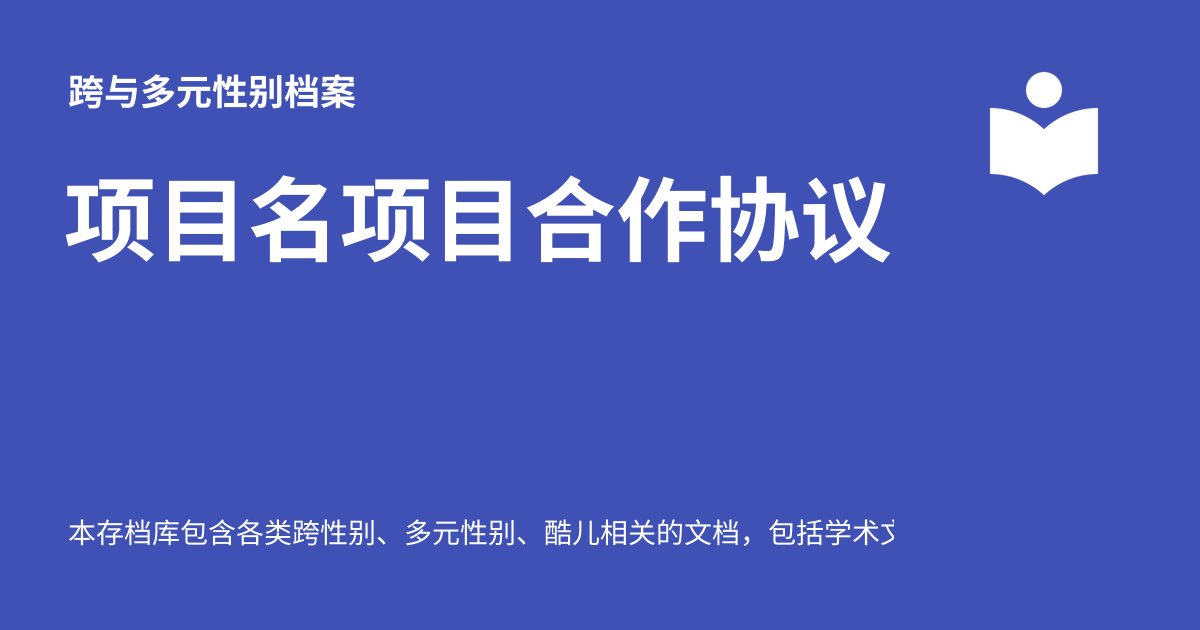 跨与多元性别档案
项目名项目合作协议
本存档库包含各类跨性别、多元性别、酷儿相关的文档，包括学术文